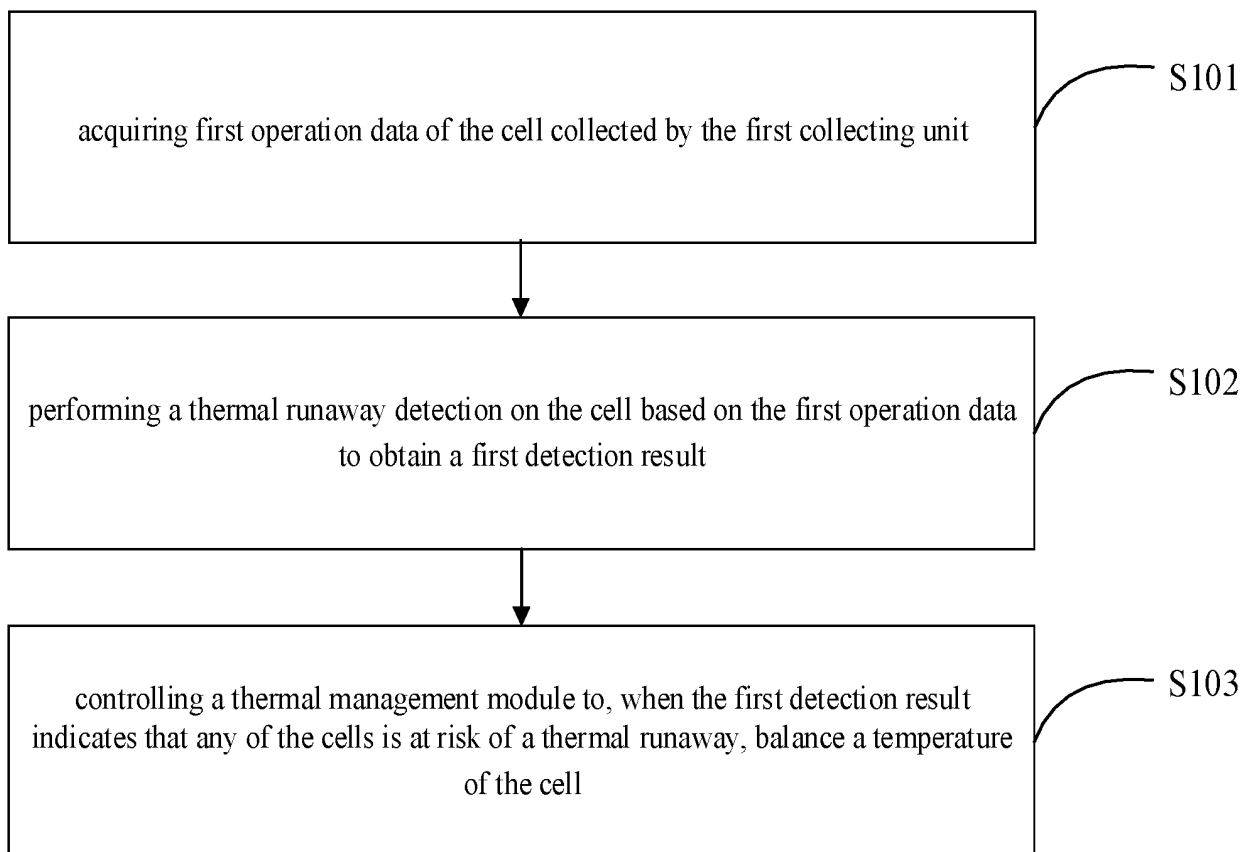 acquiring first operation data of the cell collected by the first collecting unit
S101
performing a thermal runaway detection on the cell based on the first operation data
to obtain a first detection result
S102
controlling a thermal management module to, when the first detection result
indicates that any of the cells is at risk of a thermal runaway, balance a temperature
of the cell
S103